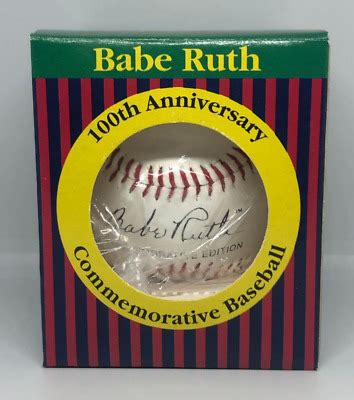 Babe Ruth
100th Anniversary
Babe Ruth
EDITION
Commemorative Baseball